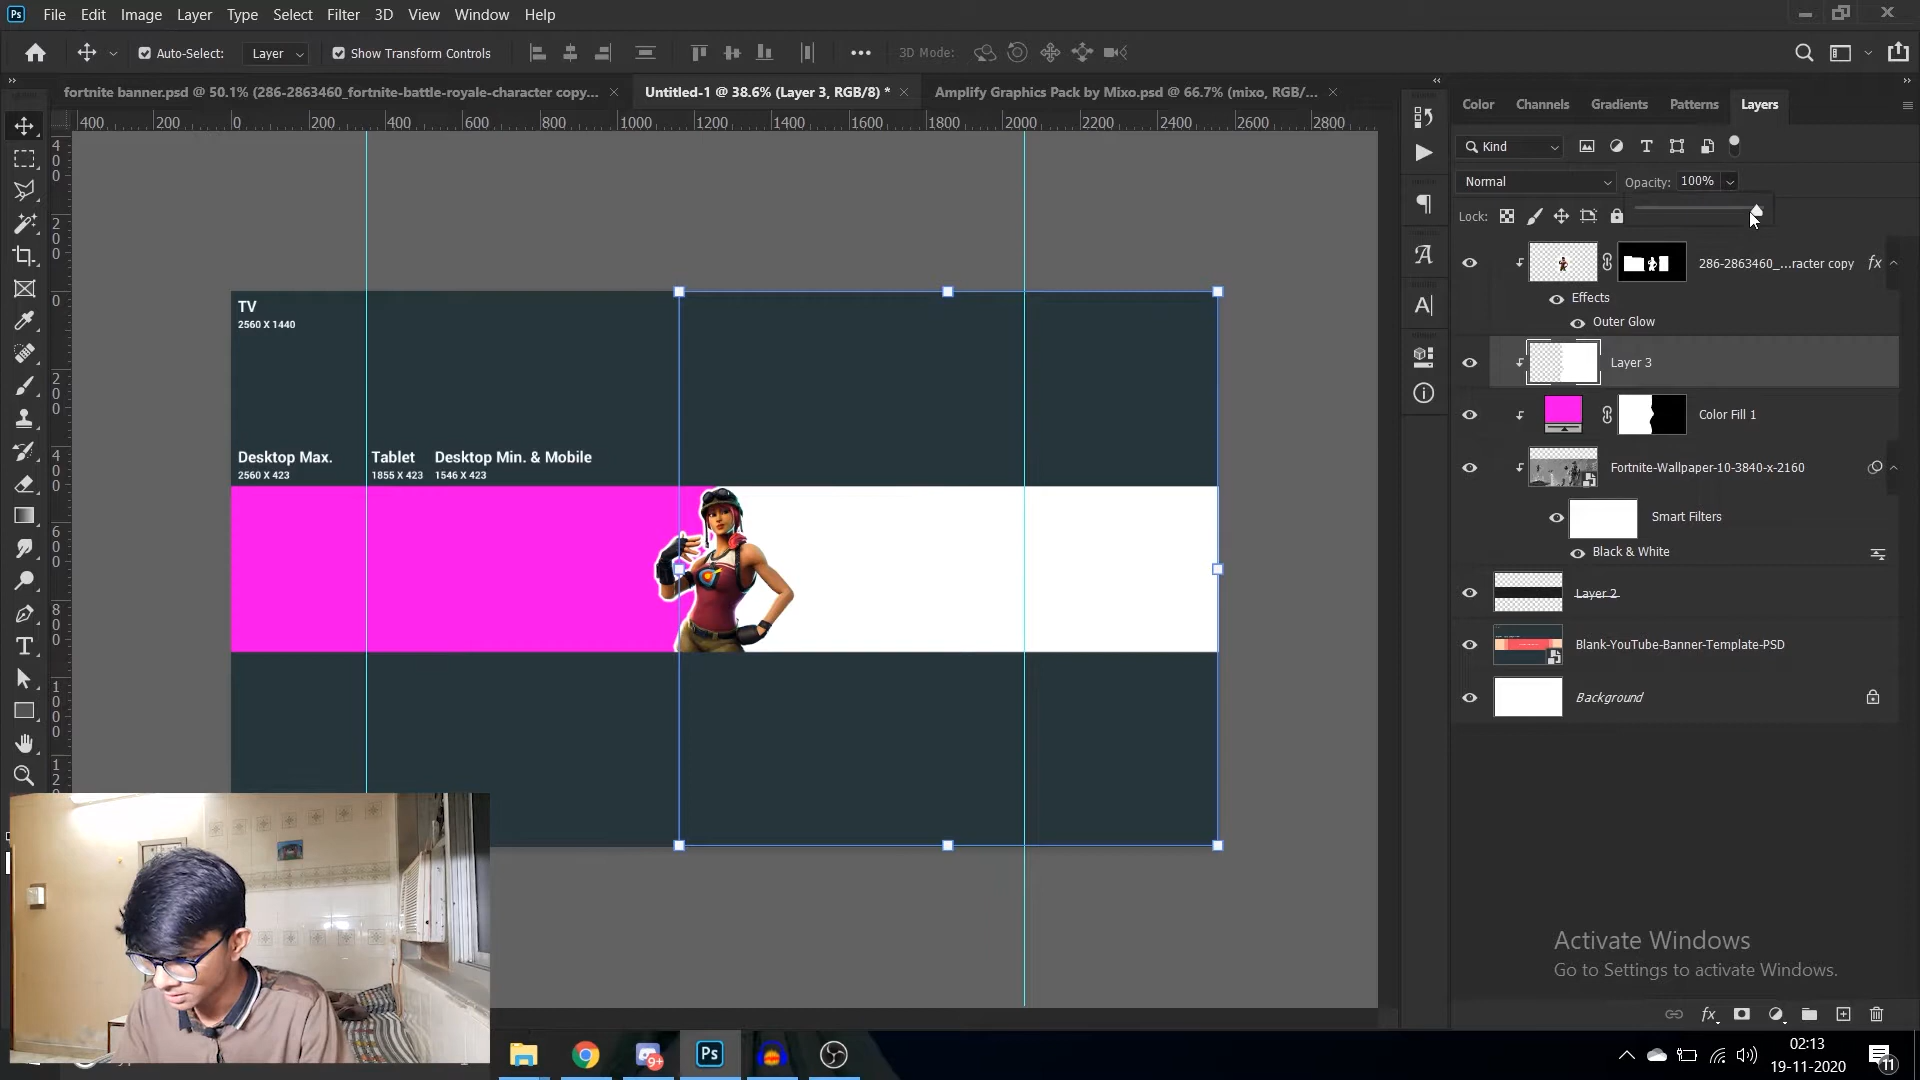 File Edit Image Layer Type Select Filter 3D View Window Help
Auto-Select: Layer Show Transform Controls 3D Mode:
fortnite banner.psd @ 50.1% (286-2863460_fortnite-battle-royale-character copy...
Untitled-1 @ 38.6% (Layer 3, RGB/8) *
Amplify Graphics Pack by Mixo.psd @ 66.7% (mixo, RGB/...
400 200 0 200 400 600 800 1000 1200 1400 1600 1800 2000 2200 2400 2600 2800
TV
2560 X 1440
Desktop Max.
2560 X 423
Tablet
1855 X 423
Desktop Min. & Mobile
1546 X 423
Color Channels Gradients Patterns Layers
Kind
Normal Opacity: 100%
Lock:
286-2863460_...racter copy fx
Effects
Outer Glow
Layer 3
Color Fill 1
Fortnite-Wallpaper-10-3840-x-2160
Smart Filters
Black & White
Layer 2
Blank-YouTube-Banner-Template-PSD
Background
Activate Windows
Go to Settings to activate Windows.
fx
Ps
9+
02:13
19-11-2020
11